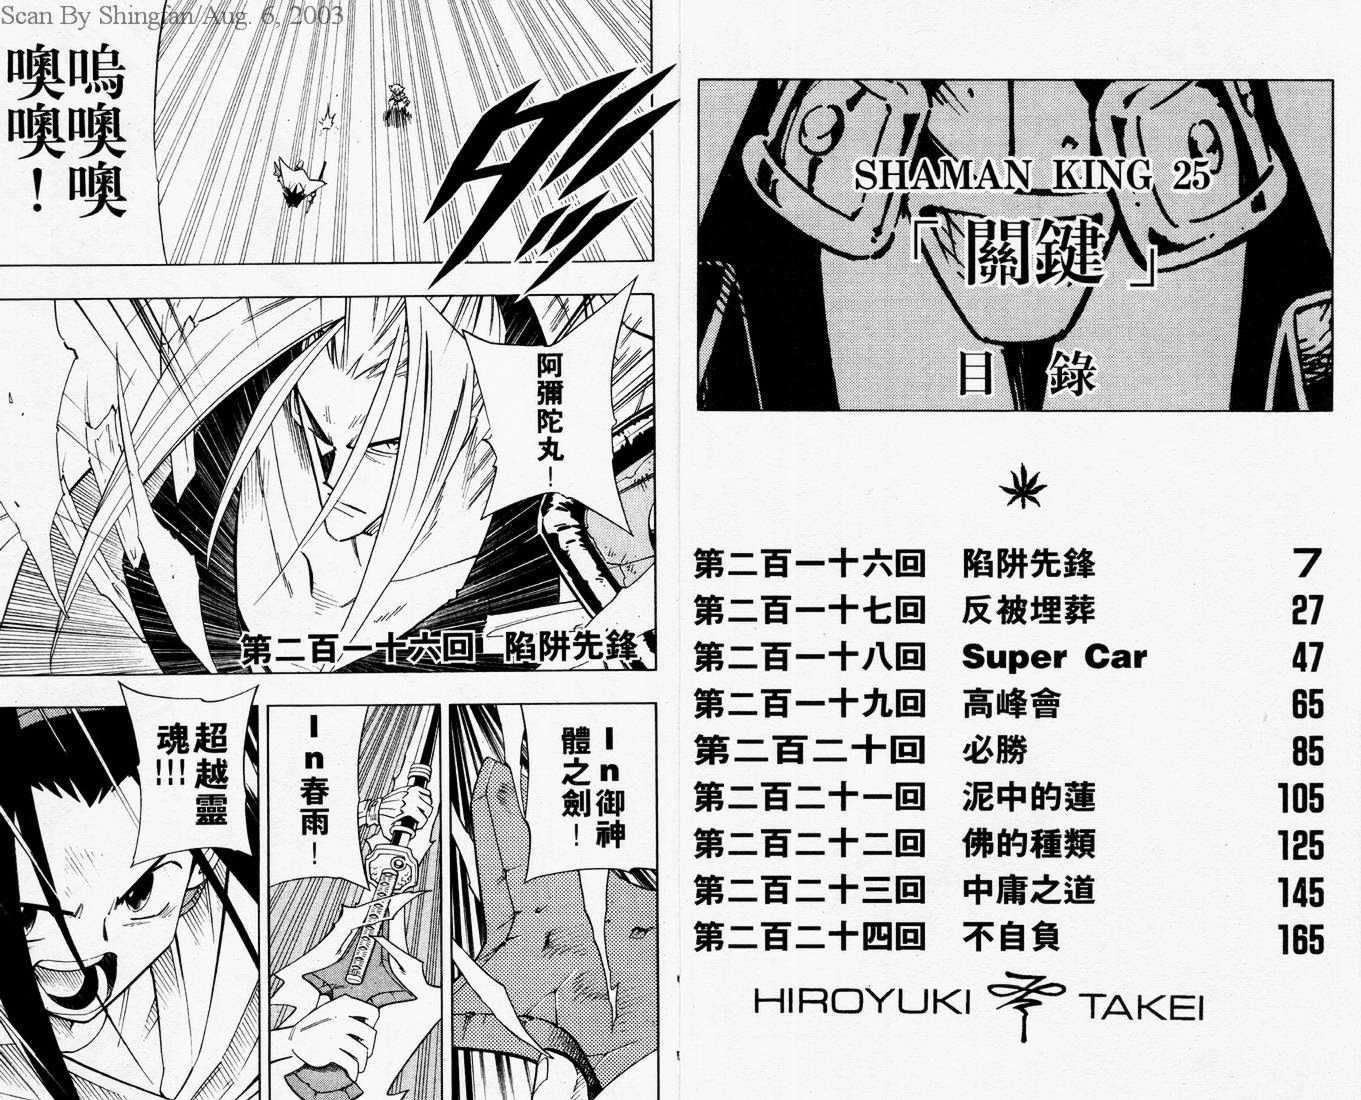 Scan By Shingfan/Aug. 6, 2003
SHAMAN KING 25
「關鍵」
目錄
第二百一十六回 陷阱先鋒 7
第二百一十七回 反被埋葬 27
第二百一十八回 Super Car 47
第二百一十九回 高峰會 65
第二百二十回 必勝 85
第二百二十一回 泥中的蓮 105
第二百二十二回 佛的種類 125
第二百二十三回 中庸之道 145
第二百二十四回 不自負 165
HIROYUKI TAKEI
ダッ
嗚噢噢
噢噢！
阿彌陀丸！
第二百一十六回 陷阱先鋒
In御神
體之劍！
In春雨！
超越靈
魂!!!